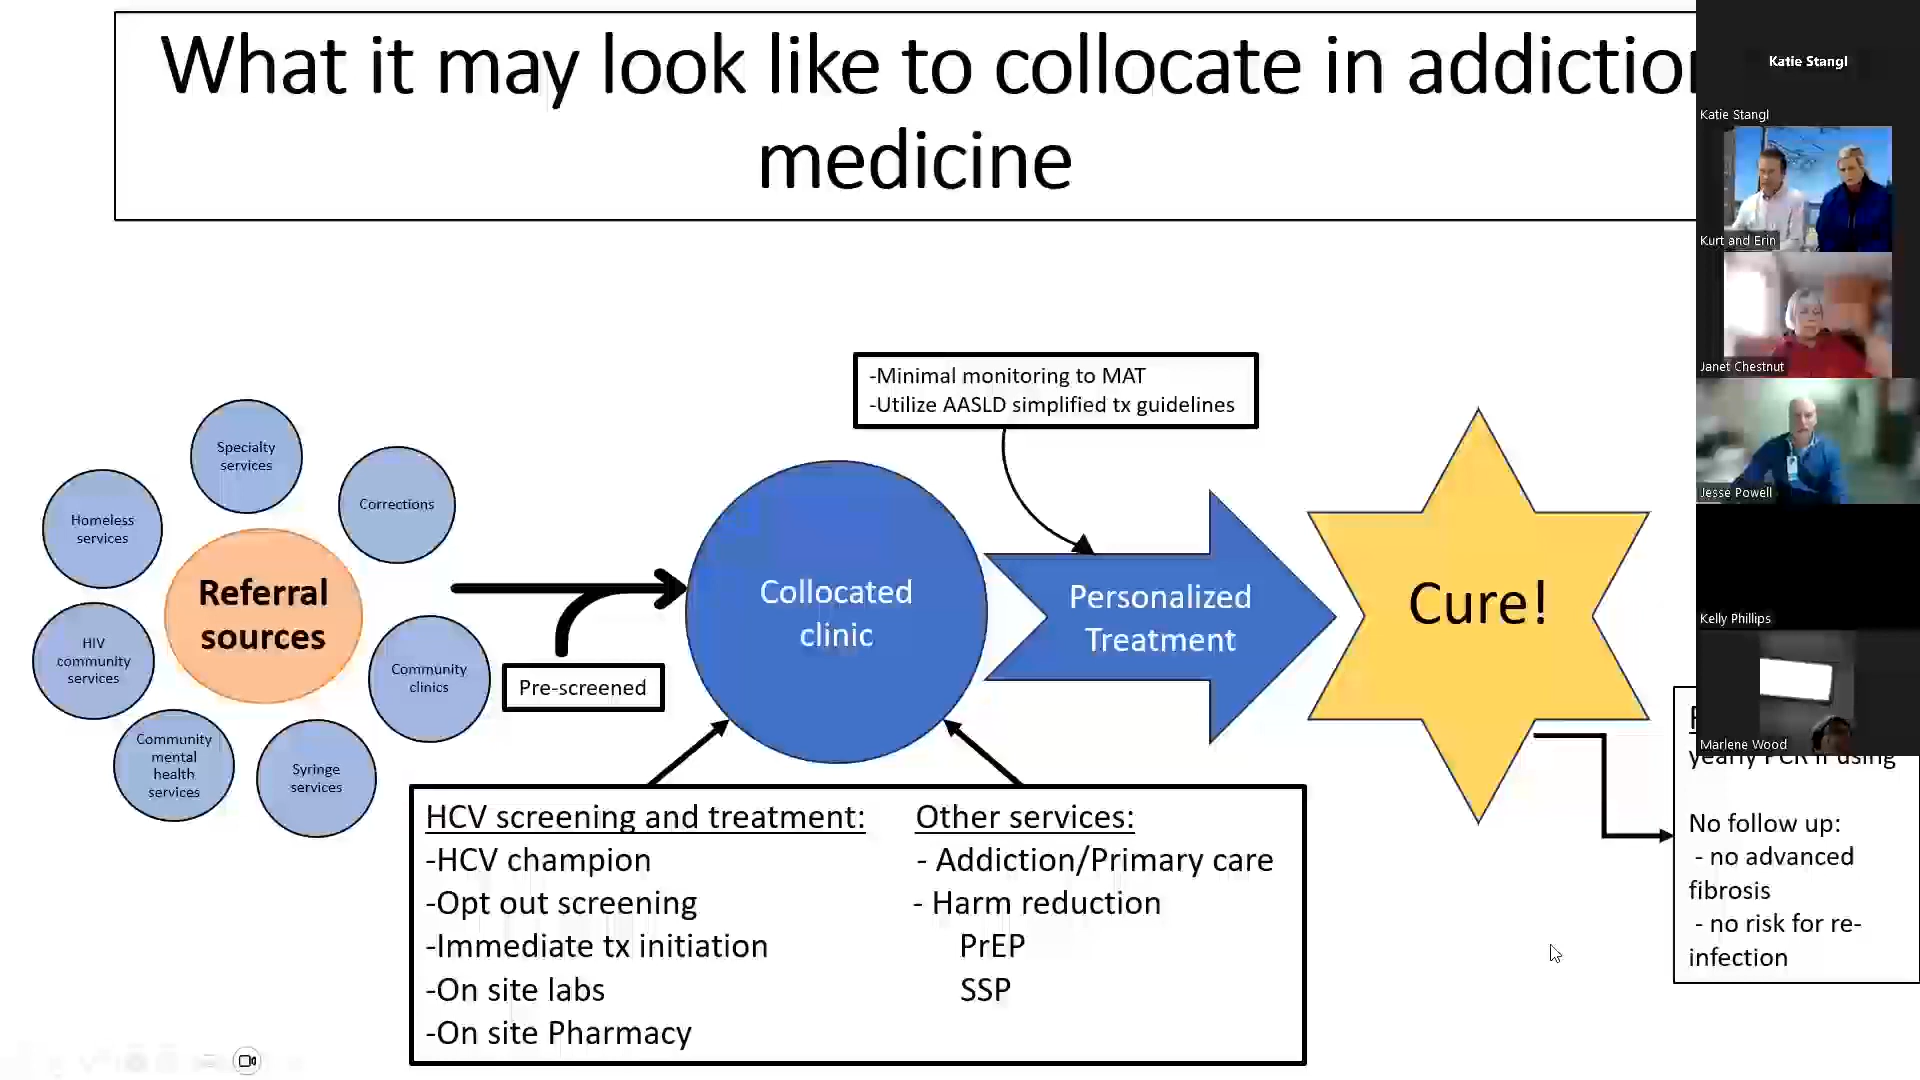 What it may look like to collocate in addiction
medicine
Katie Stangl
Katie Stangl
Kurt and Erin
Janet Chestnut
Jesse Powell
Kelly Phillips
Marlene Wood
-Minimal monitoring to MAT
-Utilize AASLD simplified tx guidelines
Specialty
services
Corrections
Homeless
services
Referral
sources
HIV
community
services
Community
clinics
Community
mental
health
services
Syringe
services
Pre-screened
Collocated
clinic
Personalized
Treatment
Cure!
HCV screening and treatment:
-HCV champion
-Opt out screening
-Immediate tx initiation
-On site labs
-On site Pharmacy
Other services:
- Addiction/Primary care
- Harm reduction
PrEP
SSP
yearly PCR if using
No follow up:
- no advanced
fibrosis
- no risk for re-
infection